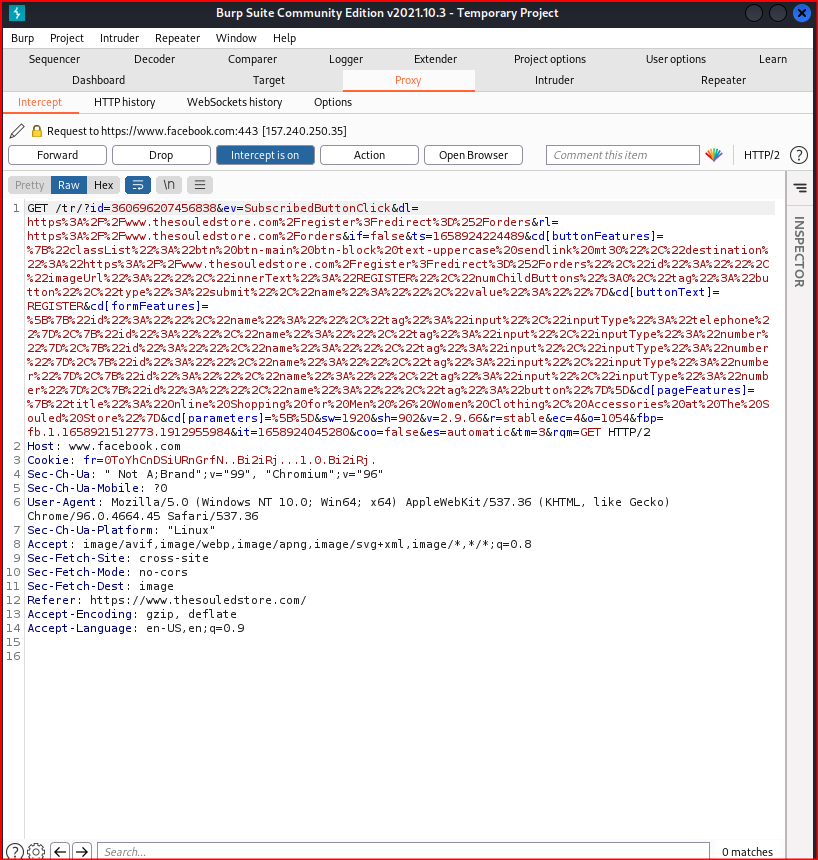 Burp Suite Community Edition v2021.10.3 - Temporary Project
Burp Project Intruder Repeater Window Help
Sequencer Decoder Comparer Logger Extender Project options User options Learn
Dashboard Target Proxy Intruder Repeater
Intercept HTTP history WebSockets history Options
Request to https://www.facebook.com:443 [157.240.250.35]
Forward Drop Intercept is on Action Open Browser Comment this item HTTP/2 ?
Pretty Raw Hex \n
INSPECTOR
1 GET /tr/?id=360696207456838&ev=SubscribedButtonClick&dl=
https%3A%2F%2Fwww.thesouledstore.com%2Fregister%3Fredirect%3D%252Forders&rl=
https%3A%2F%2Fwww.thesouledstore.com%2Forders&if=false&ts=1658924224489&cd[buttonFeatures]=
%7B%22classList%22%3A%22btn%20btn-main%20btn-block%20text-uppercase%20sendlink%20mt30%22%2C%22destination%
22%3A%22https%3A%2F%2Fwww.thesouledstore.com%2Fregister%3Fredirect%3D%252Forders%22%2C%22id%22%3A%22%22%2C
%22imageUrl%22%3A%22%22%2C%22innerText%22%3A%22REGISTER%22%2C%22numChildButtons%22%3A0%2C%22tag%22%3A%22bu
tton%22%2C%22type%22%3A%22submit%22%2C%22name%22%3A%22%22%2C%22value%22%3A%22%22%7D&cd[buttonText]=
REGISTER&cd[formFeatures]=
%5B%7B%22id%22%3A%22%22%2C%22name%22%3A%22%22%2C%22tag%22%3A%22input%22%2C%22inputType%22%3A%22telephone%2
2%7D%2C%7B%22id%22%3A%22%22%2C%22name%22%3A%22%22%2C%22tag%22%3A%22input%22%2C%22inputType%22%3A%22number%
22%7D%2C%7B%22id%22%3A%22%22%2C%22name%22%3A%22%22%2C%22tag%22%3A%22input%22%2C%22inputType%22%3A%22number
%22%7D%2C%7B%22id%22%3A%22%22%2C%22name%22%3A%22%22%2C%22tag%22%3A%22input%22%2C%22inputType%22%3A%22numbe
r%22%7D%2C%7B%22id%22%3A%22%22%2C%22name%22%3A%22%22%2C%22tag%22%3A%22input%22%2C%22inputType%22%3A%22numb
er%22%7D%2C%7B%22id%22%3A%22%22%2C%22name%22%3A%22%22%2C%22tag%22%3A%22button%22%7D%5D&cd[pageFeatures]=
%7B%22title%22%3A%22Online%20Shopping%20for%20Men%20%26%20Women%20Clothing%2C%20Accessories%20at%20The%20S
ouled%20Store%22%7D&cd[parameters]=%5B%5D&sw=1920&sh=902&v=2.9.66&r=stable&ec=4&o=1054&fbp=
fb.1.1658921512773.1912955984&it=1658924045280&coo=false&es=automatic&tm=3&rqm=GET HTTP/2
2 Host: www.facebook.com
3 Cookie: fr=0ToYhCnDSiURnGrfN..Bi2iRj...1.0.Bi2iRj.
4 Sec-Ch-Ua: " Not A;Brand";v="99", "Chromium";v="96"
5 Sec-Ch-Ua-Mobile: ?0
6 User-Agent: Mozilla/5.0 (Windows NT 10.0; Win64; x64) AppleWebKit/537.36 (KHTML, like Gecko)
Chrome/96.0.4664.45 Safari/537.36
7 Sec-Ch-Ua-Platform: "Linux"
8 Accept: image/avif,image/webp,image/apng,image/svg+xml,image/*,*/*;q=0.8
9 Sec-Fetch-Site: cross-site
10 Sec-Fetch-Mode: no-cors
11 Sec-Fetch-Dest: image
12 Referer: https://www.thesouledstore.com/
13 Accept-Encoding: gzip, deflate
14 Accept-Language: en-US,en;q=0.9
15
16
? Search... 0 matches